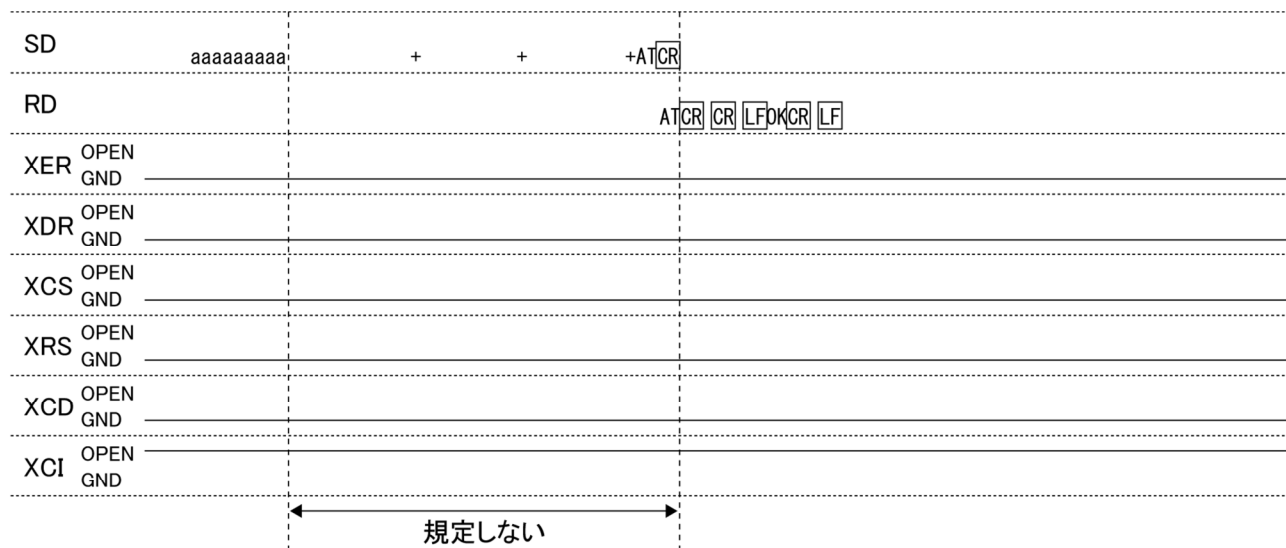 SD aaaaaaaaa + + +ATCR
RD ATCR CR LFOKCR LF
XER OPEN GND
XDR OPEN GND
XCS OPEN GND
XRS OPEN GND
XCD OPEN GND
XCI OPEN GND
規定しない